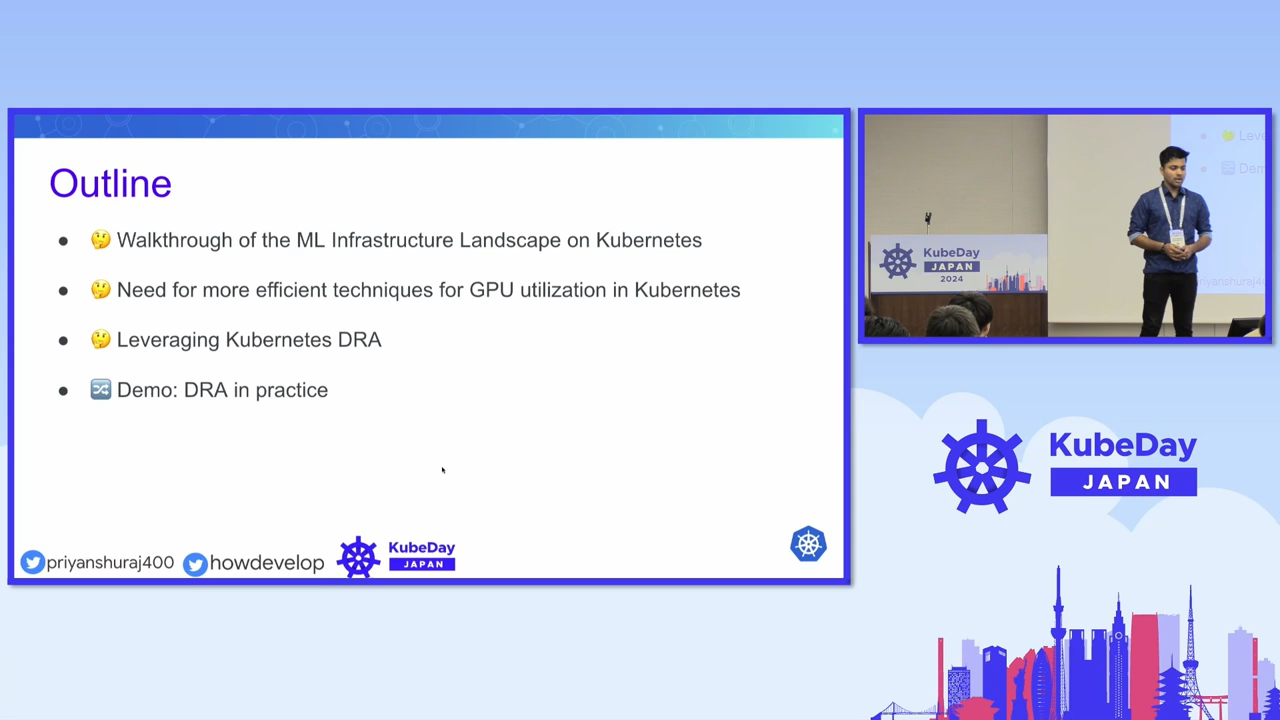 Outline
● 🤔 Walkthrough of the ML Infrastructure Landscape on Kubernetes
● 🤔 Need for more efficient techniques for GPU utilization in Kubernetes
● 🤔 Leveraging Kubernetes DRA
● 🔀 Demo: DRA in practice
priyanshuraj400
howdevelop
KubeDay
JAPAN
KubeDay
JAPAN
2024
KubeDay
JAPAN